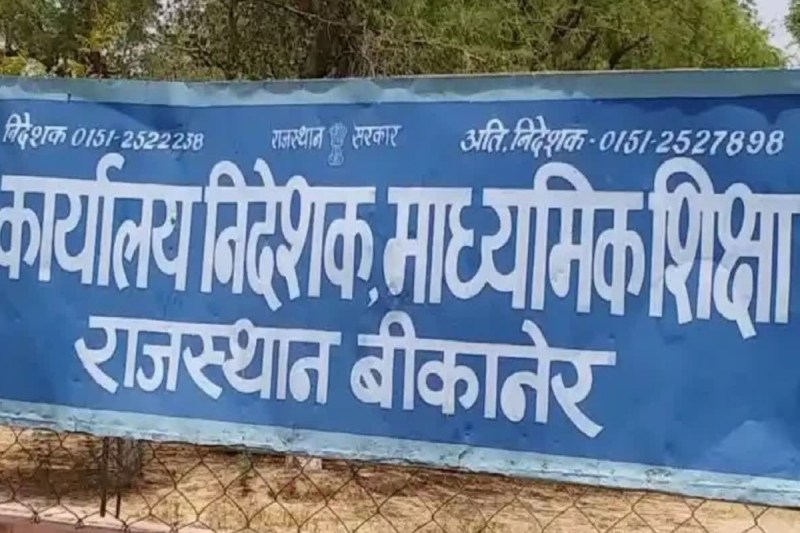 निदेशक 0151-2522238 राजस्थान सरकार अति. निदेशक - 0151-2527898
कार्यालय निदेशक, माध्यमिक शिक्षा
राजस्थान बीकानेर